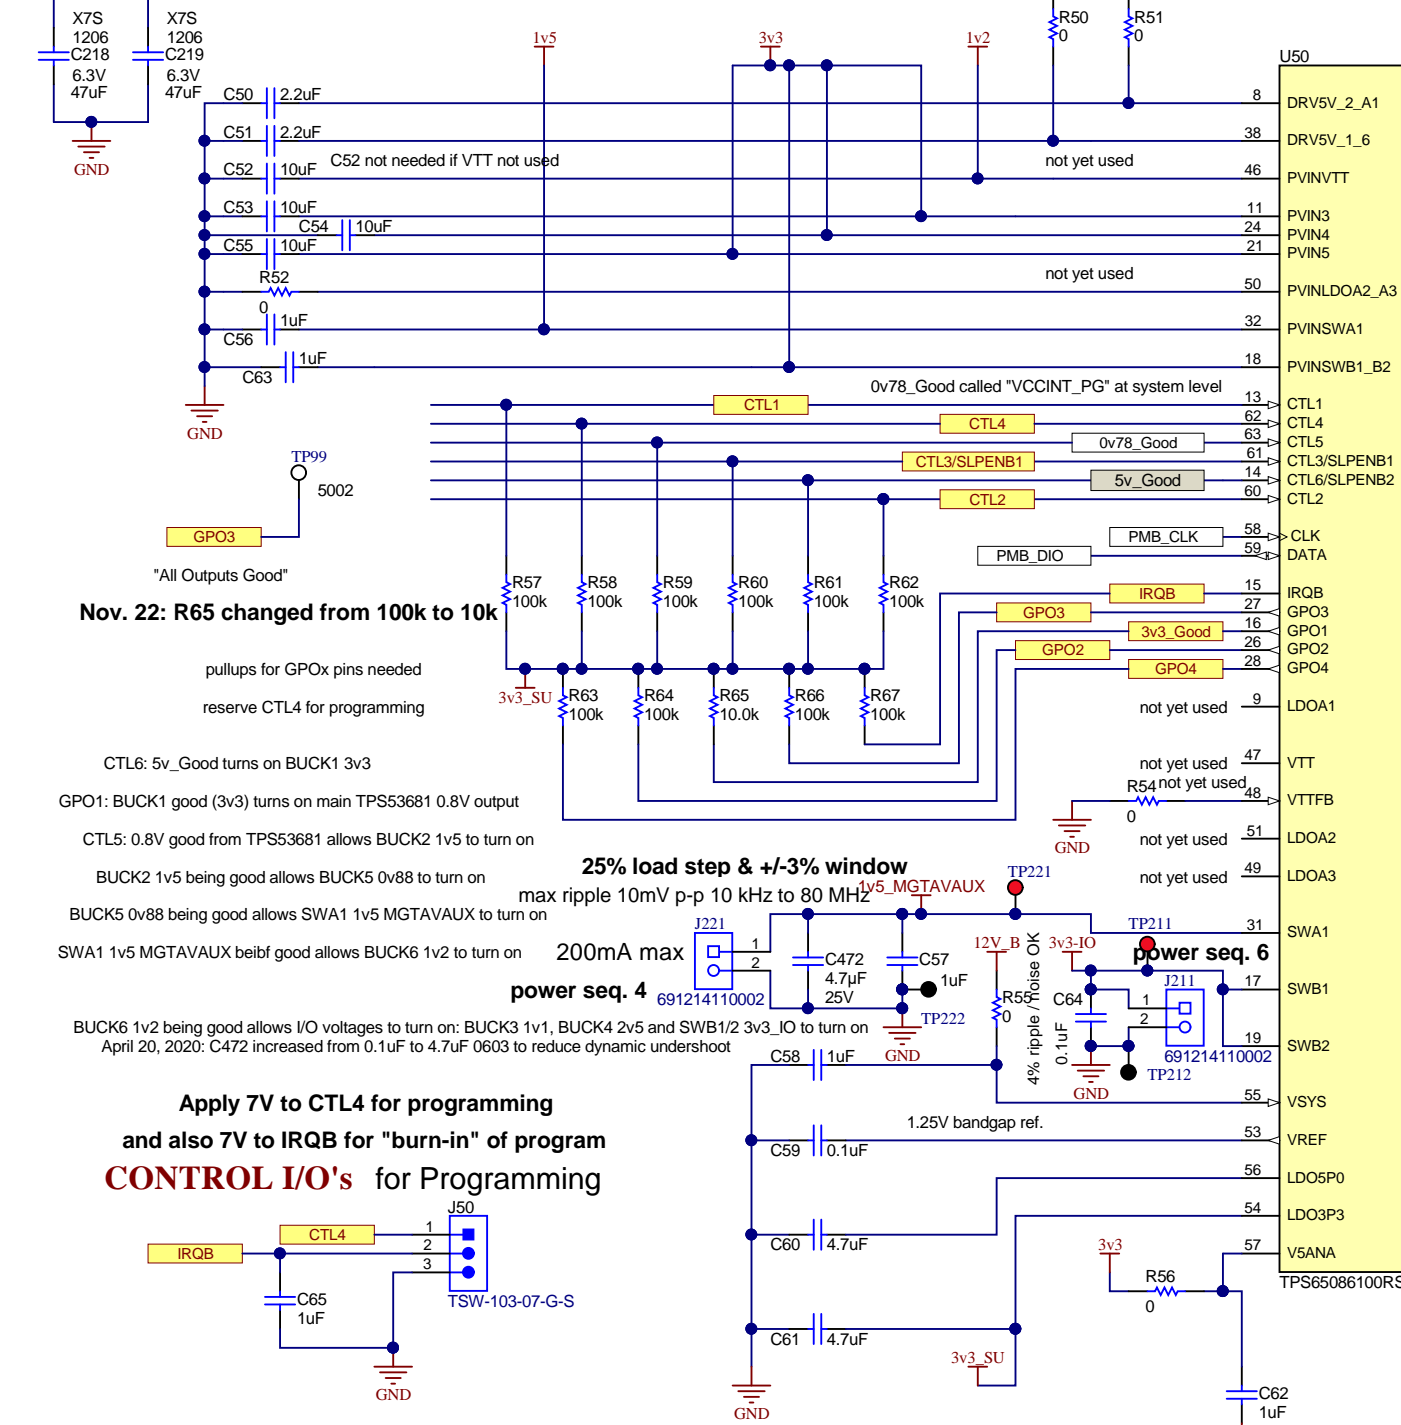 X7S
1206
C218
6.3V
47uF
X7S
1206
C219
6.3V
47uF
GND
1v5
3v3
1v2
R50
0
R51
0
U50
C50 2.2uF
8 DRV5V_2_A1
C51 2.2uF
38 DRV5V_1_6
C52 not needed if VTT not used
not yet used
C52 10uF
46 PVINVTT
C53 10uF
11 PVIN3
C54 10uF
24 PVIN4
C55 10uF
21 PVIN5
R52
0
not yet used
50 PVINLDOA2_A3
C56 1uF
32 PVINSWA1
C63 1uF
18 PVINSWB1_B2
GND
0v78_Good called "VCCINT_PG" at system level
CTL1 13 CTL1
CTL4 62 CTL4
0v78_Good 63 CTL5
CTL3/SLPENB1 61 CTL3/SLPENB1
5v_Good 14 CTL6/SLPENB2
CTL2 60 CTL2
TP99
5002
GPO3
"All Outputs Good"
PMB_CLK 58 CLK
PMB_DIO 59 DATA
Nov. 22: R65 changed from 100k to 10k
R57
100k
R58
100k
R59
100k
R60
100k
R61
100k
R62
100k
IRQB 15 IRQB
GPO3 27 GPO3
3v3_Good 16 GPO1
GPO2 26 GPO2
GPO4 28 GPO4
pullups for GPOx pins needed
3v3_SU
R63
100k
R64
100k
R65
10.0k
R66
100k
R67
100k
reserve CTL4 for programming
not yet used 9 LDOA1
CTL6: 5v_Good turns on BUCK1 3v3
not yet used 47 VTT
GPO1: BUCK1 good (3v3) turns on main TPS53681 0.8V output
R54
0
not yet used
48 VTTFB
GND
CTL5: 0.8V good from TPS53681 allows BUCK2 1v5 to turn on
not yet used 51 LDOA2
BUCK2 1v5 being good allows BUCK5 0v88 to turn on
not yet used 49 LDOA3
25% load step & +/-3% window
max ripple 10mV p-p 10 kHz to 80 MHz
1v5_MGTAVAUX
TP221
BUCK5 0v88 being good allows SWA1 1v5 MGTAVAUX to turn on
31 SWA1
SWA1 1v5 MGTAVAUX beibf good allows BUCK6 1v2 to turn on
200mA max
power seq. 4
J221
1
2
691214110002
C472
4.7µF
25V
C57
1uF
TP222
GND
12V_B
R55
0
4% ripple / noise OK
3v3-IO
TP211
power seq. 6
C64
0.1uF
J211
1
2
691214110002
TP212
GND
17 SWB1
19 SWB2
BUCK6 1v2 being good allows I/O voltages to turn on: BUCK3 1v1, BUCK4 2v5 and SWB1/2 3v3_IO to turn on
April 20, 2020: C472 increased from 0.1uF to 4.7uF 0603 to reduce dynamic undershoot
C58 1uF
55 VSYS
1.25V bandgap ref.
C59 0.1uF
53 VREF
56 LDO5P0
54 LDO3P3
C60 4.7uF
57 V5ANA
TPS65086100RS
3v3
R56
0
C61 4.7uF
3v3_SU
GND
C62
1uF
Apply 7V to CTL4 for programming
and also 7V to IRQB for "burn-in" of program
CONTROL I/O's for Programming
J50
CTL4 1
IRQB 2
3
TSW-103-07-G-S
C65
1uF
GND